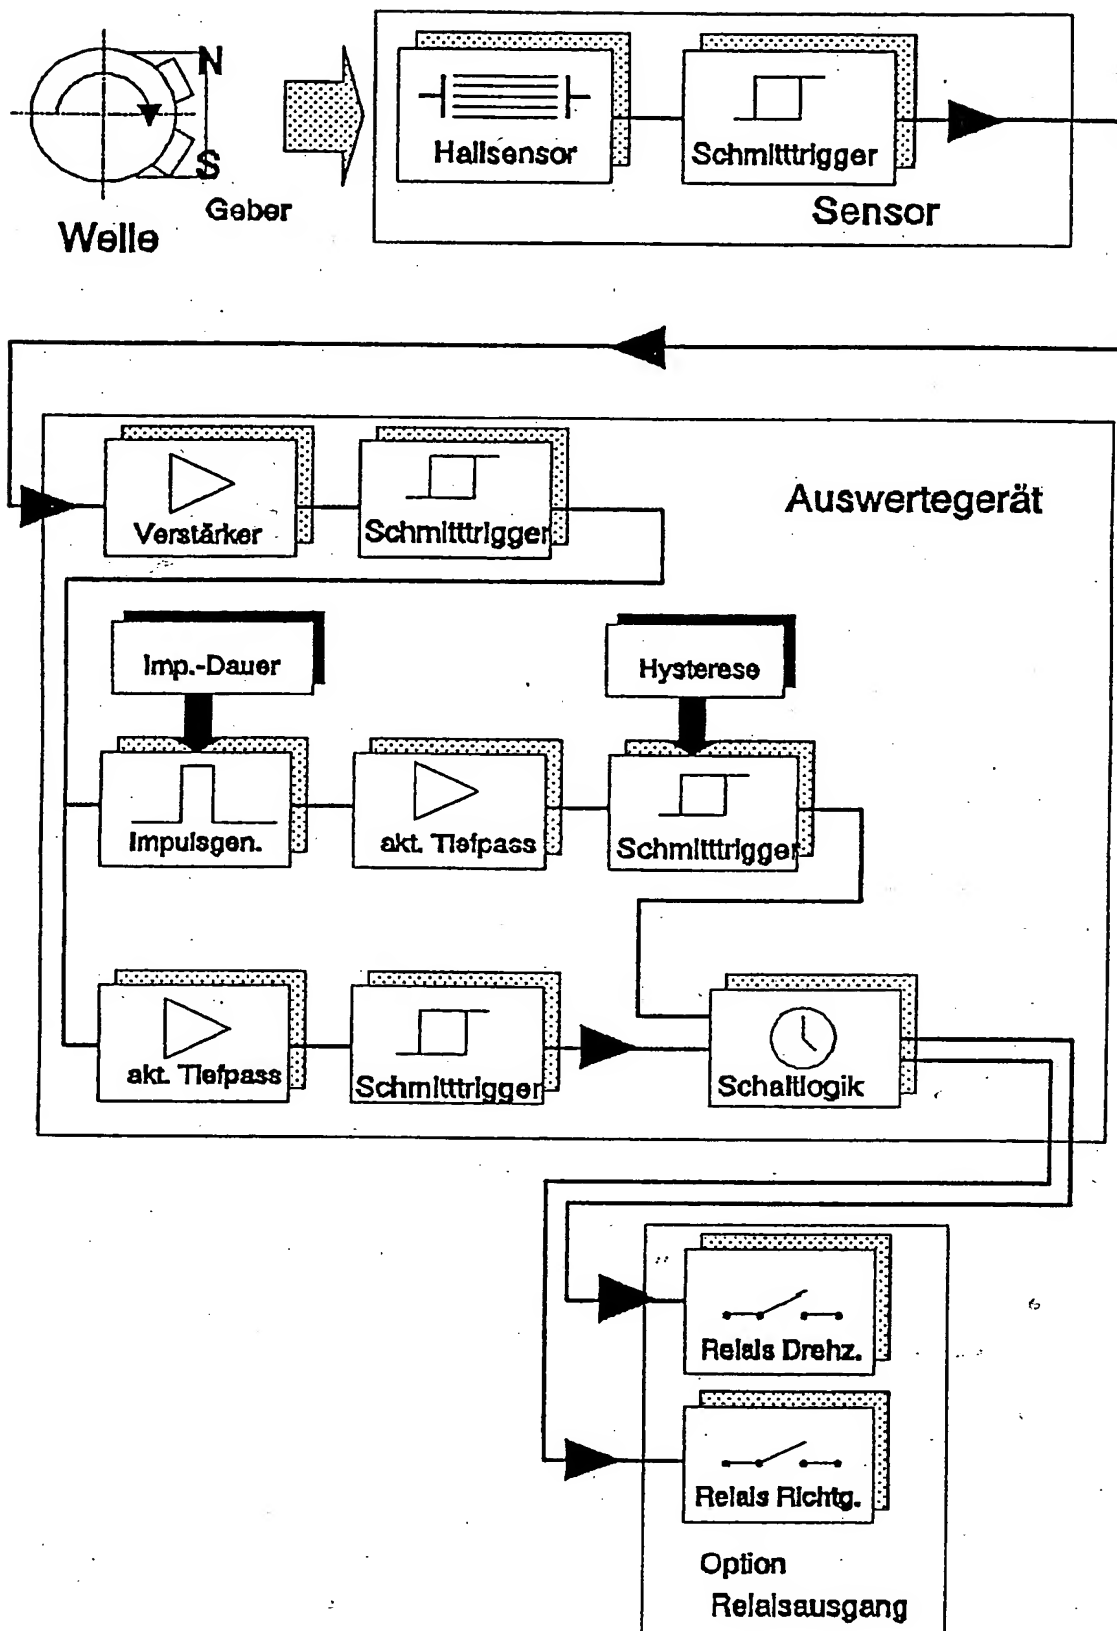 N
S
Geber
Welle
Hallsensor
Schmitttrigger
Sensor
Verstärker
Schmitttrigger
Auswertegerät
Imp.-Dauer
Hysterese
Impulsgen.
akt. Tiefpass
Schmitttrigger
akt. Tiefpass
Schmitttrigger
Schaltlogik
Relais Drehz.
Relais Richtg.
Option
Relaisausgang